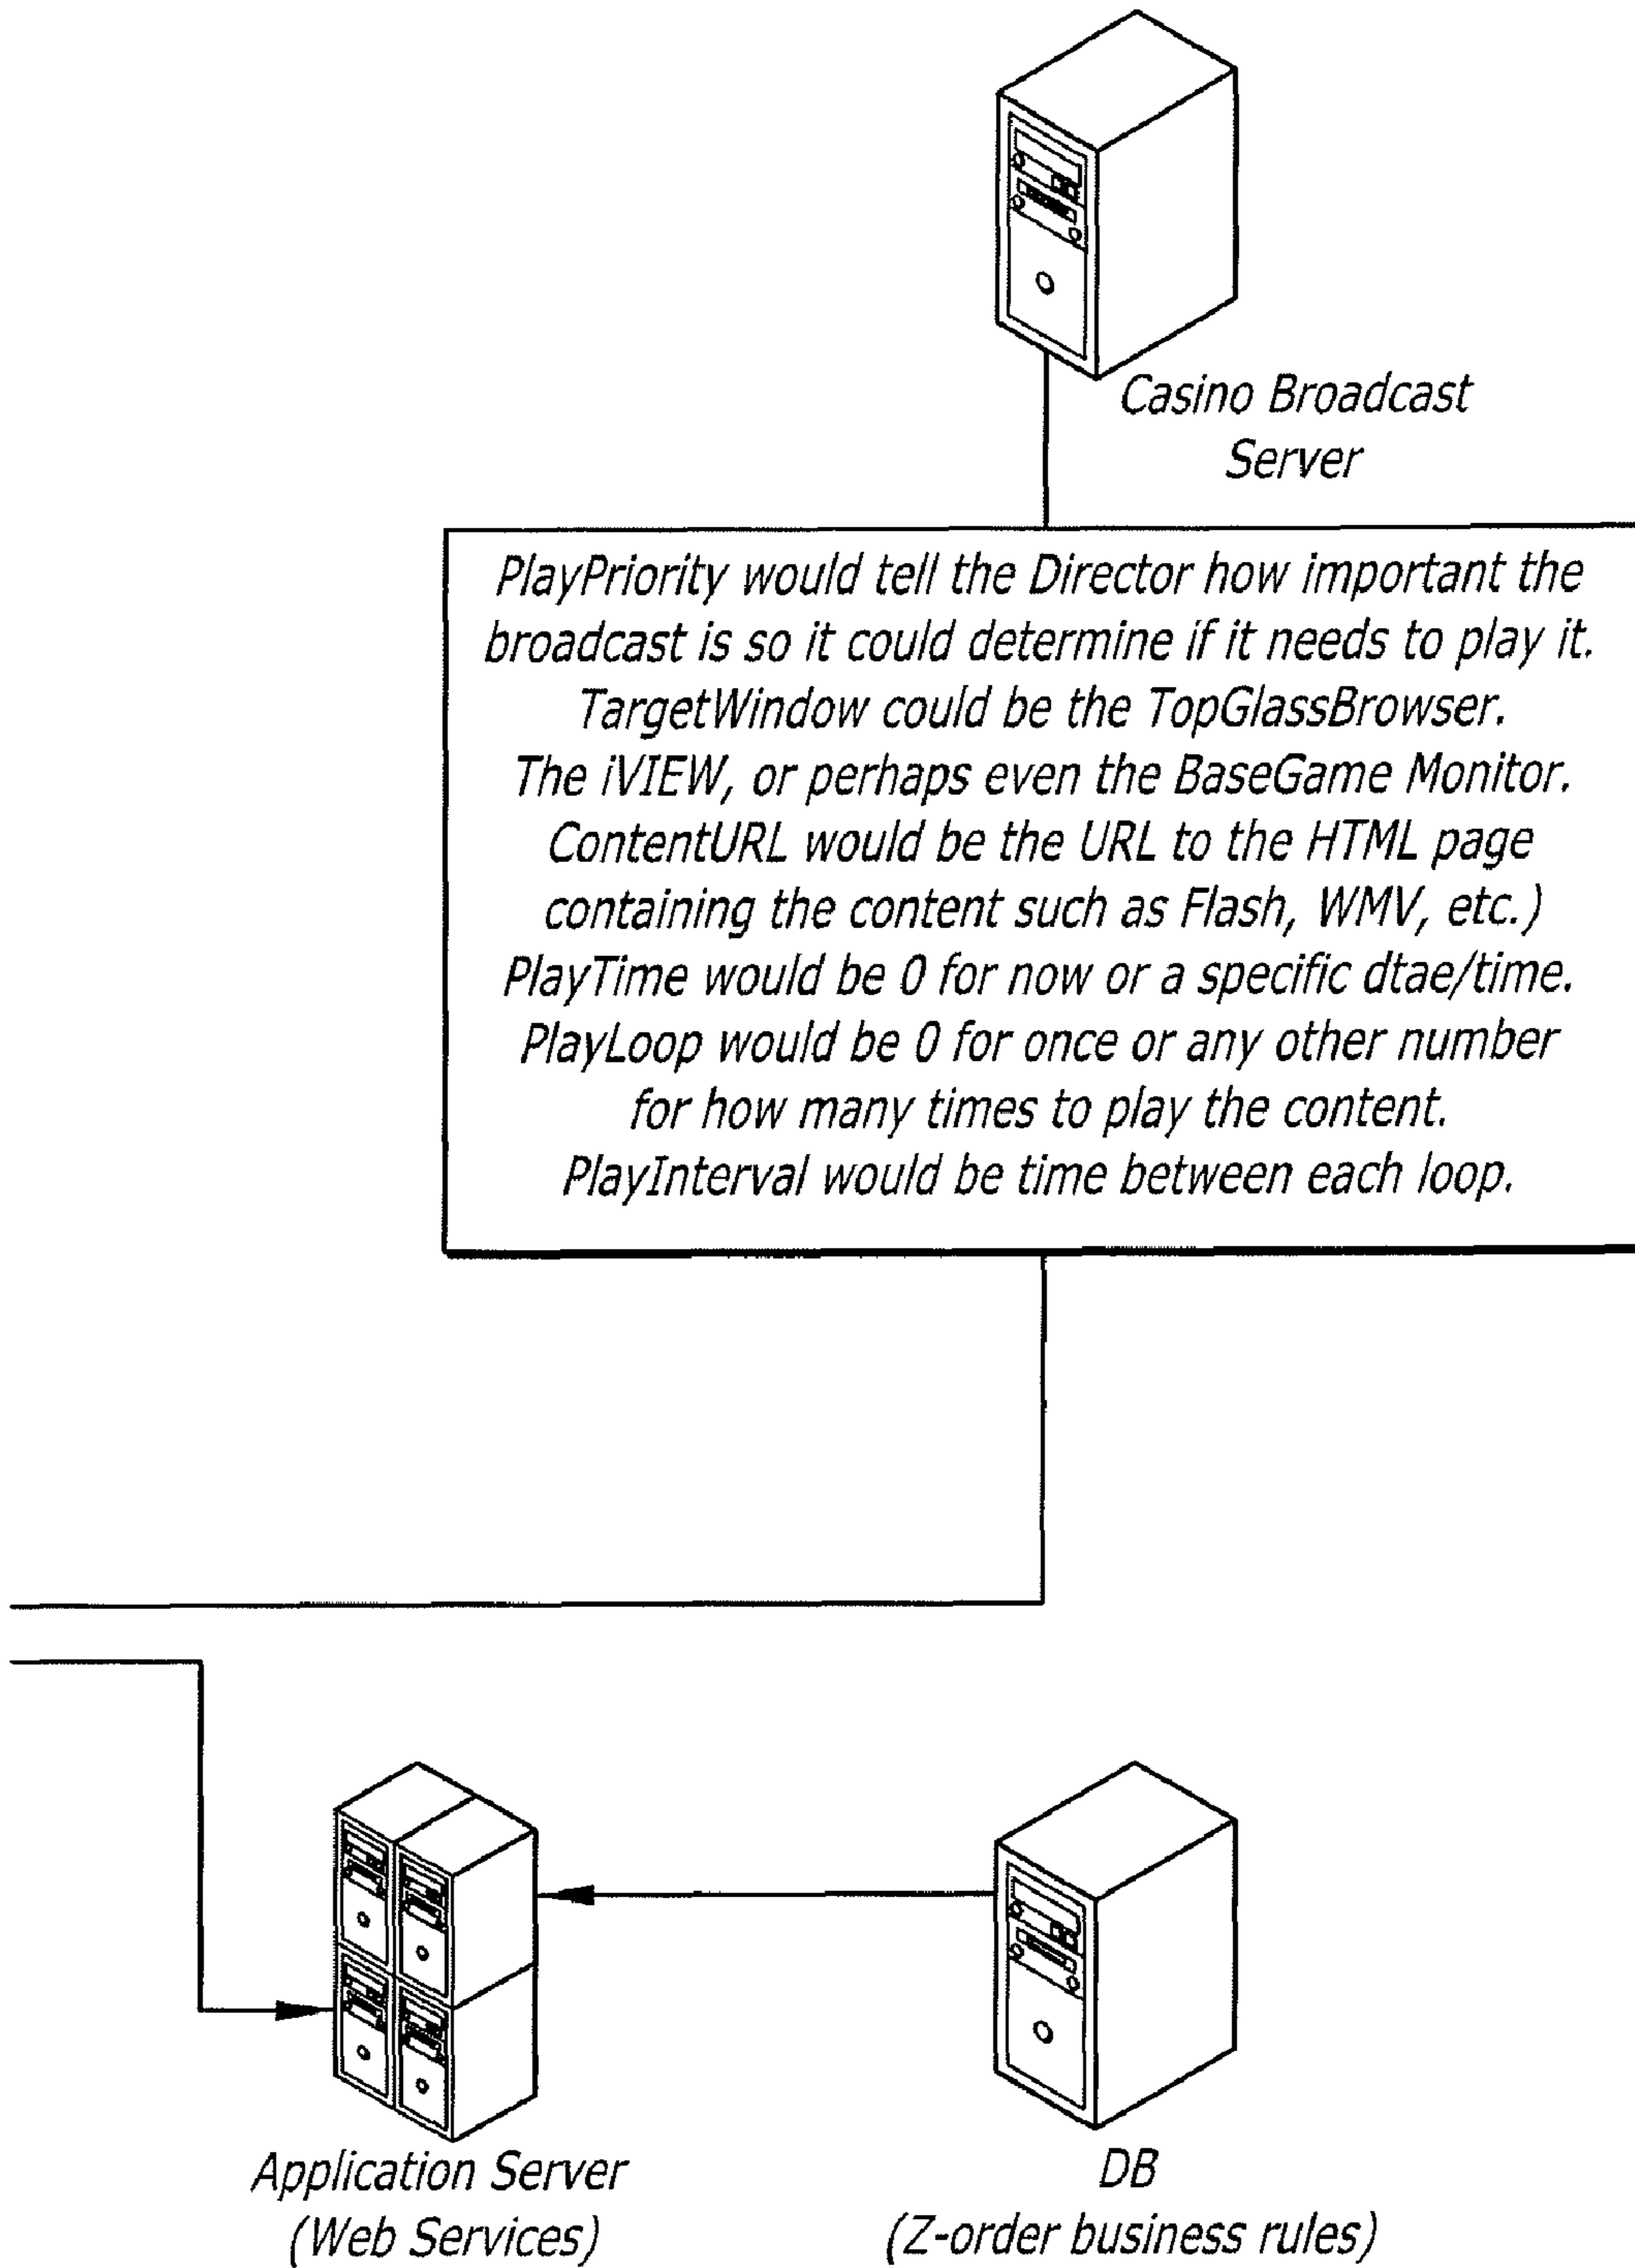 Casino Broadcast
Server
PlayPriority would tell the Director how important the
broadcast is so it could determine if it needs to play it.
TargetWindow could be the TopGlassBrowser.
The iVIEW, or perhaps even the BaseGame Monitor.
ContentURL would be the URL to the HTML page
containing the content such as Flash, WMV, etc.)
PlayTime would be 0 for now or a specific dtae/time.
PlayLoop would be 0 for once or any other number
for how many times to play the content.
PlayInterval would be time between each loop.
Application Server
(Web Services)
DB
(Z-order business rules)